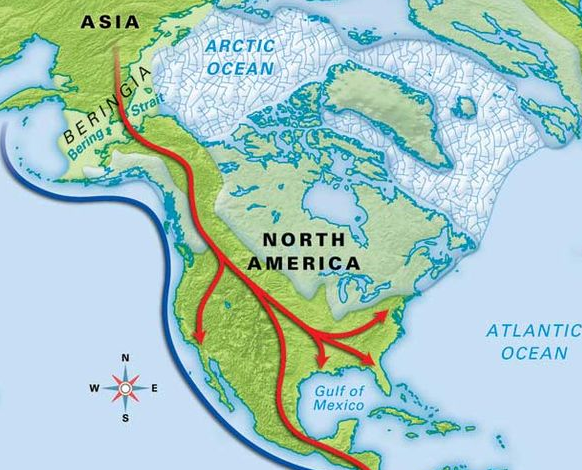 ASIA
ARCTIC
OCEAN
BERINGIA
Bering Strait
NORTH
AMERICA
ATLANTIC
OCEAN
N
W E
S
Gulf of
Mexico